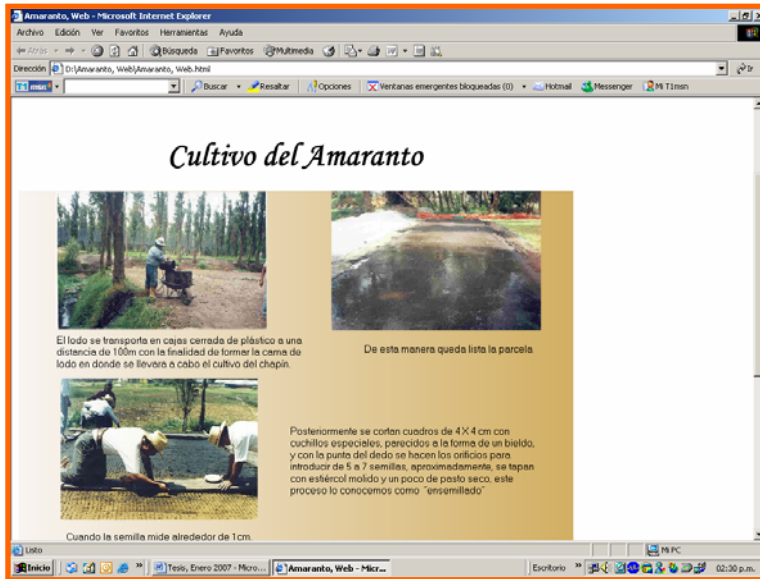 Amaranto, Web - Microsoft Internet Explorer
Archivo Edición Ver Favoritos Herramientas Ayuda
Atrás Búsqueda Favoritos Multimedia
Dirección D:\Amaranto, Web\Amaranto, Web.html Ir
T1 msn Buscar Resaltar Opciones Ventanas emergentes bloqueadas (0) Hotmail Messenger Mi T1msn
Cultivo del Amaranto
El lodo se transporta en cajas cerrada de plástico a una
distancia de 100m con la finalidad de formar la cama de
lodo en donde se llevara a cabo el cultivo del chapín.
De esta manera queda lista la parcela
Posteriormente se cortan cuadros de 4X4 cm con
cuchillos especiales, parecidos a la forma de un bieldo,
y con la punta del dedo se hacen los orificios para
introducir de 5 a 7 semillas, aproximadamente, se tapan
con estiércol molido y un poco de pasto seco, este
proceso lo conocemos como "ensemillado"
Cuando la semilla mide alrededor de 1cm.
Listo Mi PC
Inicio » Tesis, Enero 2007 - Micro... Amaranto, Web - Micr... Escritorio » 02:30 p.m.